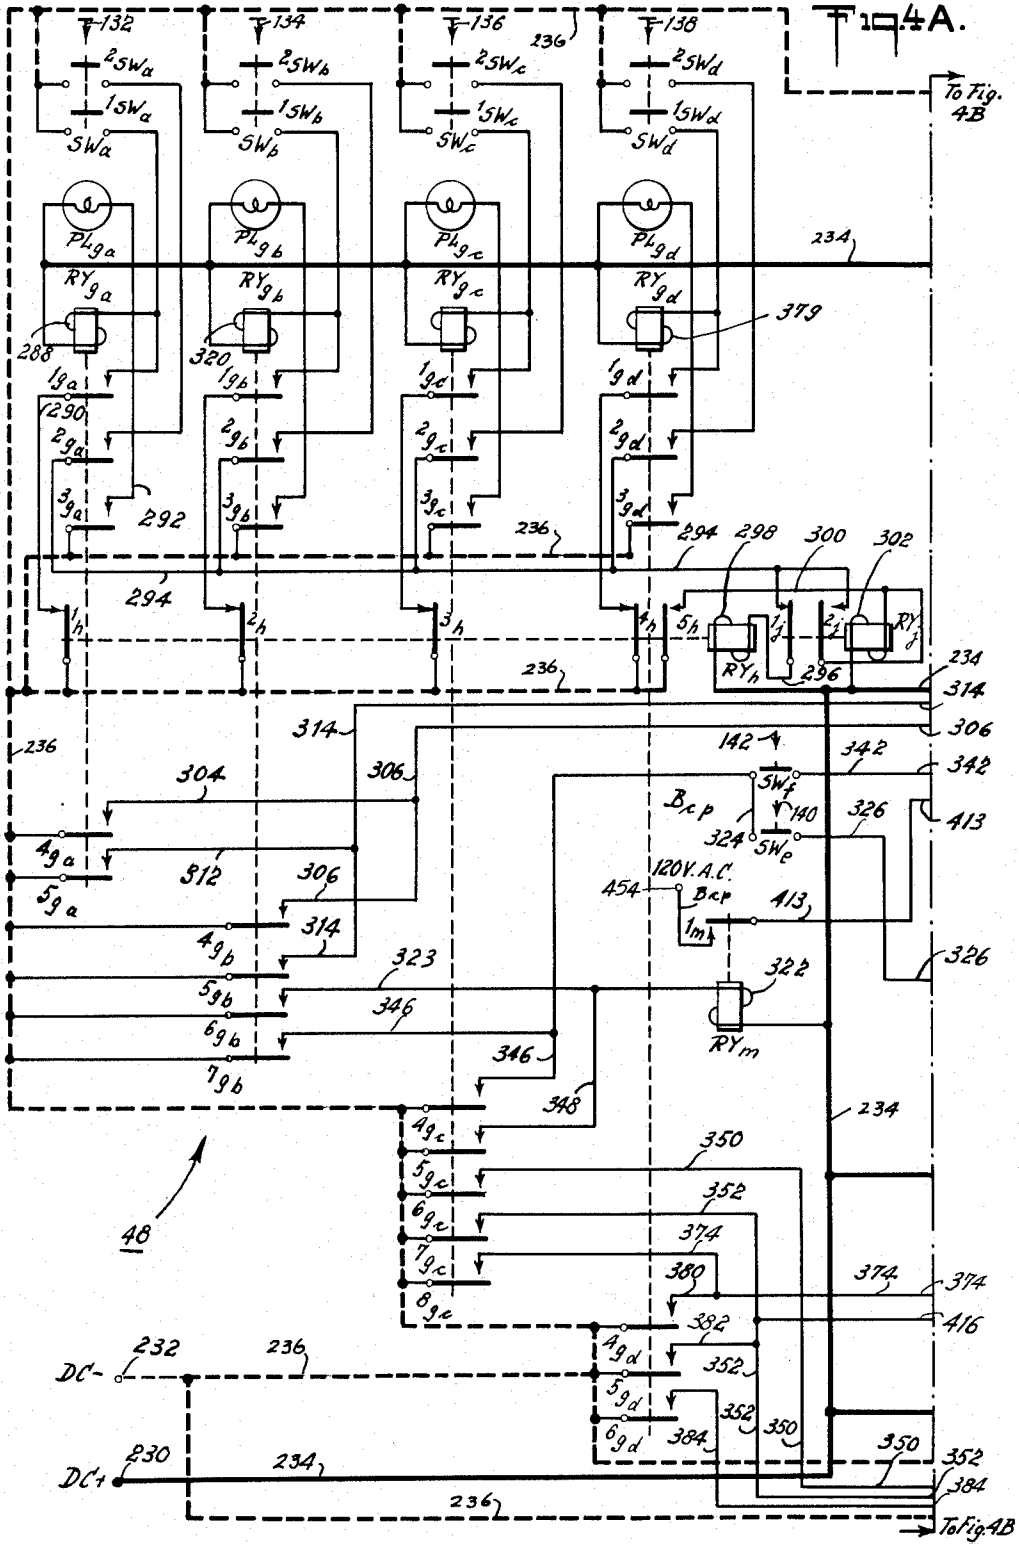 Fig. 4A.
132 134 136 138
236
To Fig. 4B
2SWa 2SWb 2SWc 2SWd
1SWa 1SWb 1SWc 1SWd
SWa SWb SWc SWd
PLga PLgb PLgc PLgd
234
RYga RYgb RYgc RYgd
288 320 379
1ga 1gb 1gc 1gd
290
2ga 2gb 2gc 2gd
3ga 3gb 3gc 3gd
292
236 294 298 300 302
294
1h 2h 3h 4h 5h 1j 2j RYj
RYh 296
236 234
314
314 306
236
306 142 342 342
304 SWf
Bcp 140 326 413
324 SWe
4ga
312 306 120V. A.C.
454 Bcp
5ga 413
314 1m
4gb
323 326
5gb 322
346
6gb 346 RYm
7gb
348 234
4gc
350
5gc
352
6gc
48 374
7gc
380 374 374
8gc
382 416
4gd
232 236
DC- 352
5gd
352 350
6gd 384
350
230 234 352
DC+ 384
236
To Fig. 4B